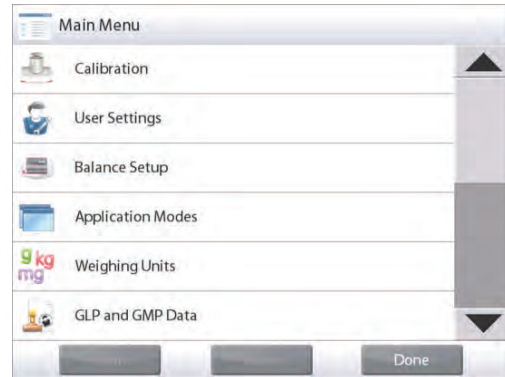 Main Menu
Calibration
User Settings
Balance Setup
Application Modes
g kg
mg
Weighing Units
GLP and GMP Data
Done